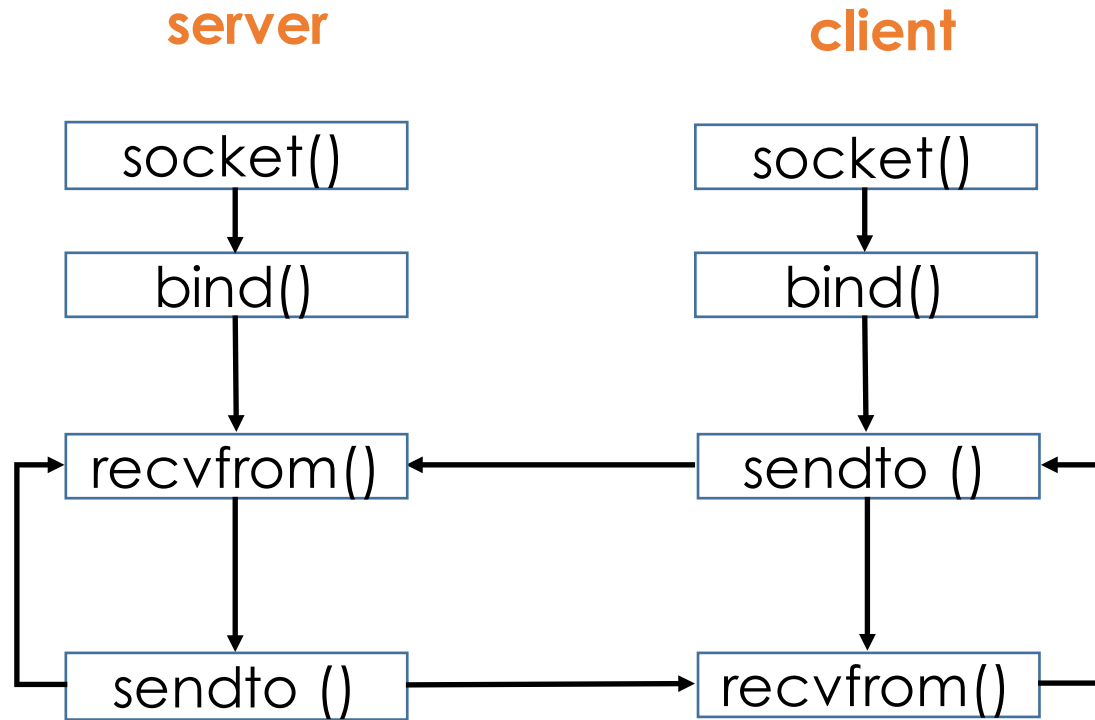 server
client
socket()
socket()
bind()
bind()
recvfrom()
sendto ()
sendto ()
recvfrom()